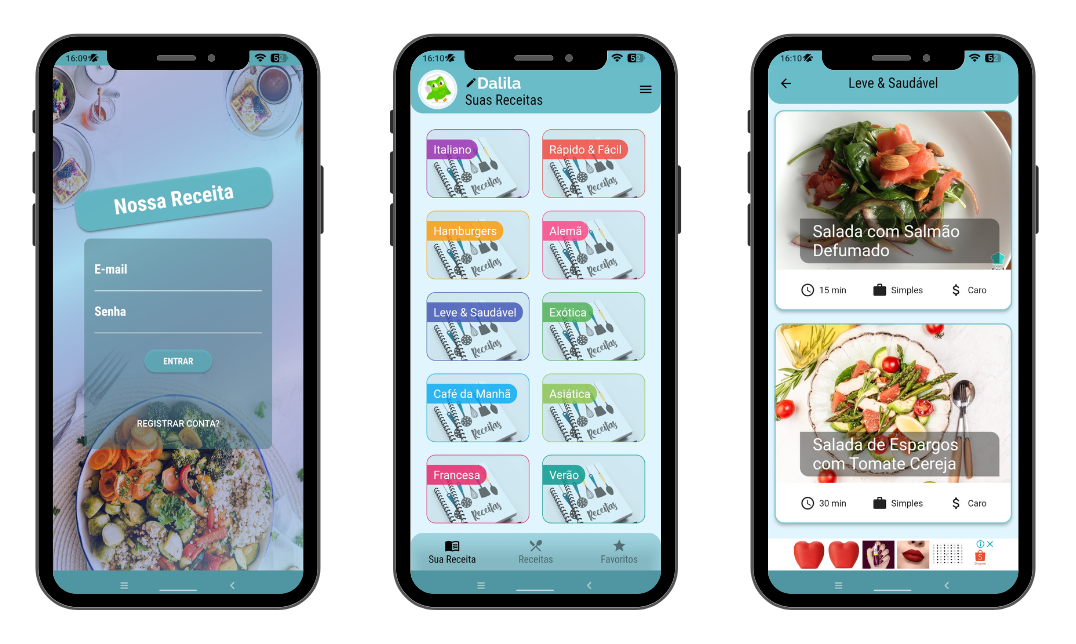 16:09
52
Nossa Receita
E-mail
Senha
ENTRAR
REGISTRAR CONTA?
16:10
52
Dalila
Suas Receitas
Italiano
Receitas
Rápido & Fácil
Receitas
Hamburgers
Receitas
Alemã
Receitas
Leve & Saudável
Receitas
Exótica
Receitas
Café da Manhã
Receitas
Asiática
Receitas
Francesa
Receitas
Verão
Receitas
Sua Receita
Receitas
Favoritos
16:10
52
Leve & Saudável
Salada com Salmão
Defumado
15 min
Simples
$ Caro
Salada de Espargos
com Tomate Cereja
30 min
Simples
$ Caro